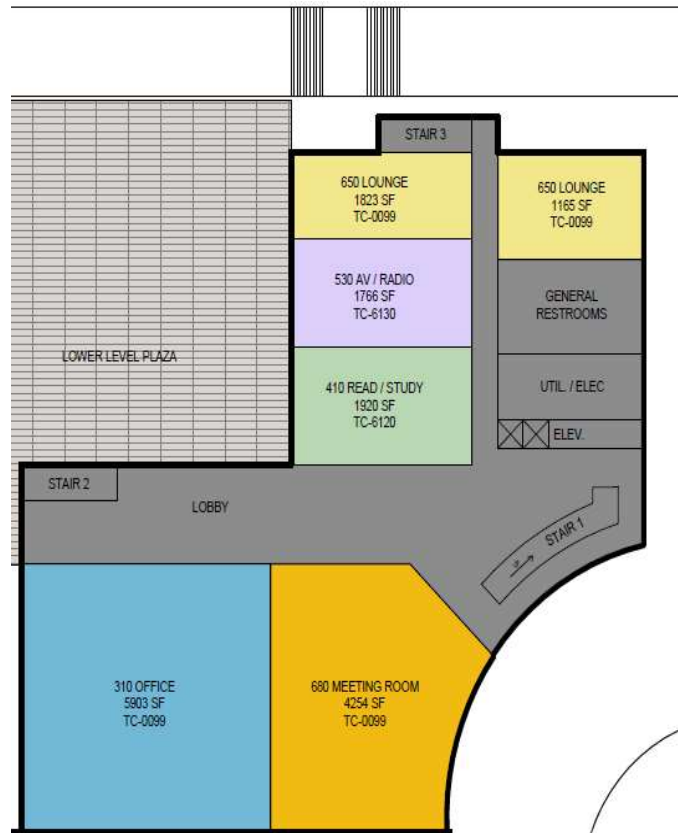 STAIR 3
650 LOUNGE
1823 SF
TC-0099
650 LOUNGE
1165 SF
TC-0099
530 AV / RADIO
1766 SF
TC-6130
GENERAL
RESTROOMS
LOWER LEVEL PLAZA
410 READ / STUDY
1920 SF
TC-6120
UTIL. / ELEC
ELEV.
STAIR 2
LOBBY
STAIR 1
UP
310 OFFICE
5903 SF
TC-0099
680 MEETING ROOM
4254 SF
TC-0099